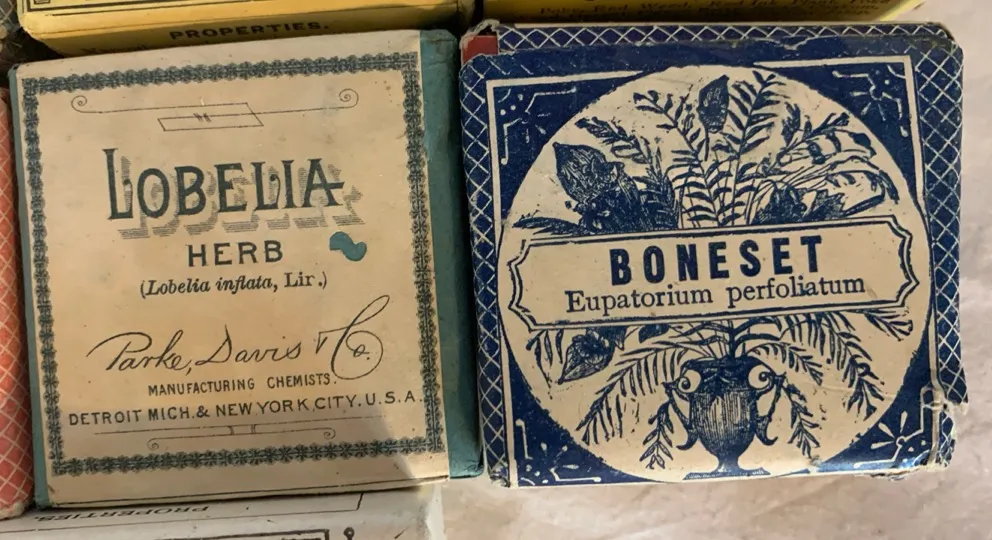 PROPERTIES.
LOBELIA
HERB
(Lobelia inflata, Lir.)
Parke, Davis & Co.
MANUFACTURING CHEMISTS.
DETROIT MICH. & NEW YORK CITY. U.S.A.
BONESET
Eupatorium perfoliatum
PROPERTIES